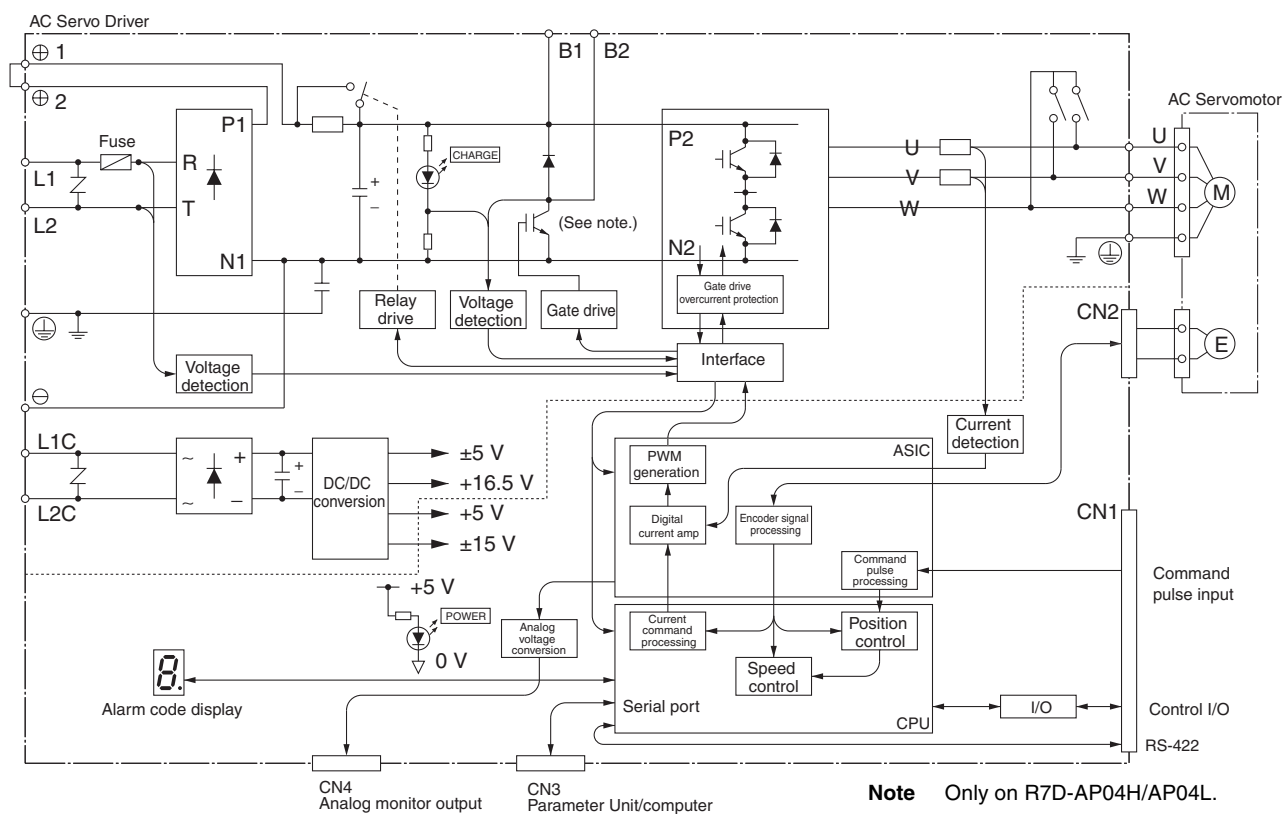 AC Servo Driver
⊕ 1
⊕ 2
B1
B2
AC Servomotor
Fuse
P1
R
T
N1
L1
L2
+
–
CHARGE
(See note.)
P2
N2
Gate drive
overcurrent protection
U
V
W
U
V
W
M
Relay
drive
Voltage
detection
Gate drive
Interface
Voltage
detection
CN2
E
⊖
L1C
L2C
~
~
+
–
+
–
DC/DC
conversion
±5 V
+16.5 V
+5 V
±15 V
ASIC
PWM
generation
Current
detection
Digital
current amp
Encoder signal
processing
Command
pulse
processing
CN1
Command
pulse input
+5 V
POWER
0 V
Analog
voltage
conversion
Current
command
processing
Position
control
Speed
control
8.
Alarm code display
Serial port
CPU
I/O
Control I/O
RS-422
CN4
Analog monitor output
CN3
Parameter Unit/computer
Note Only on R7D-AP04H/AP04L.